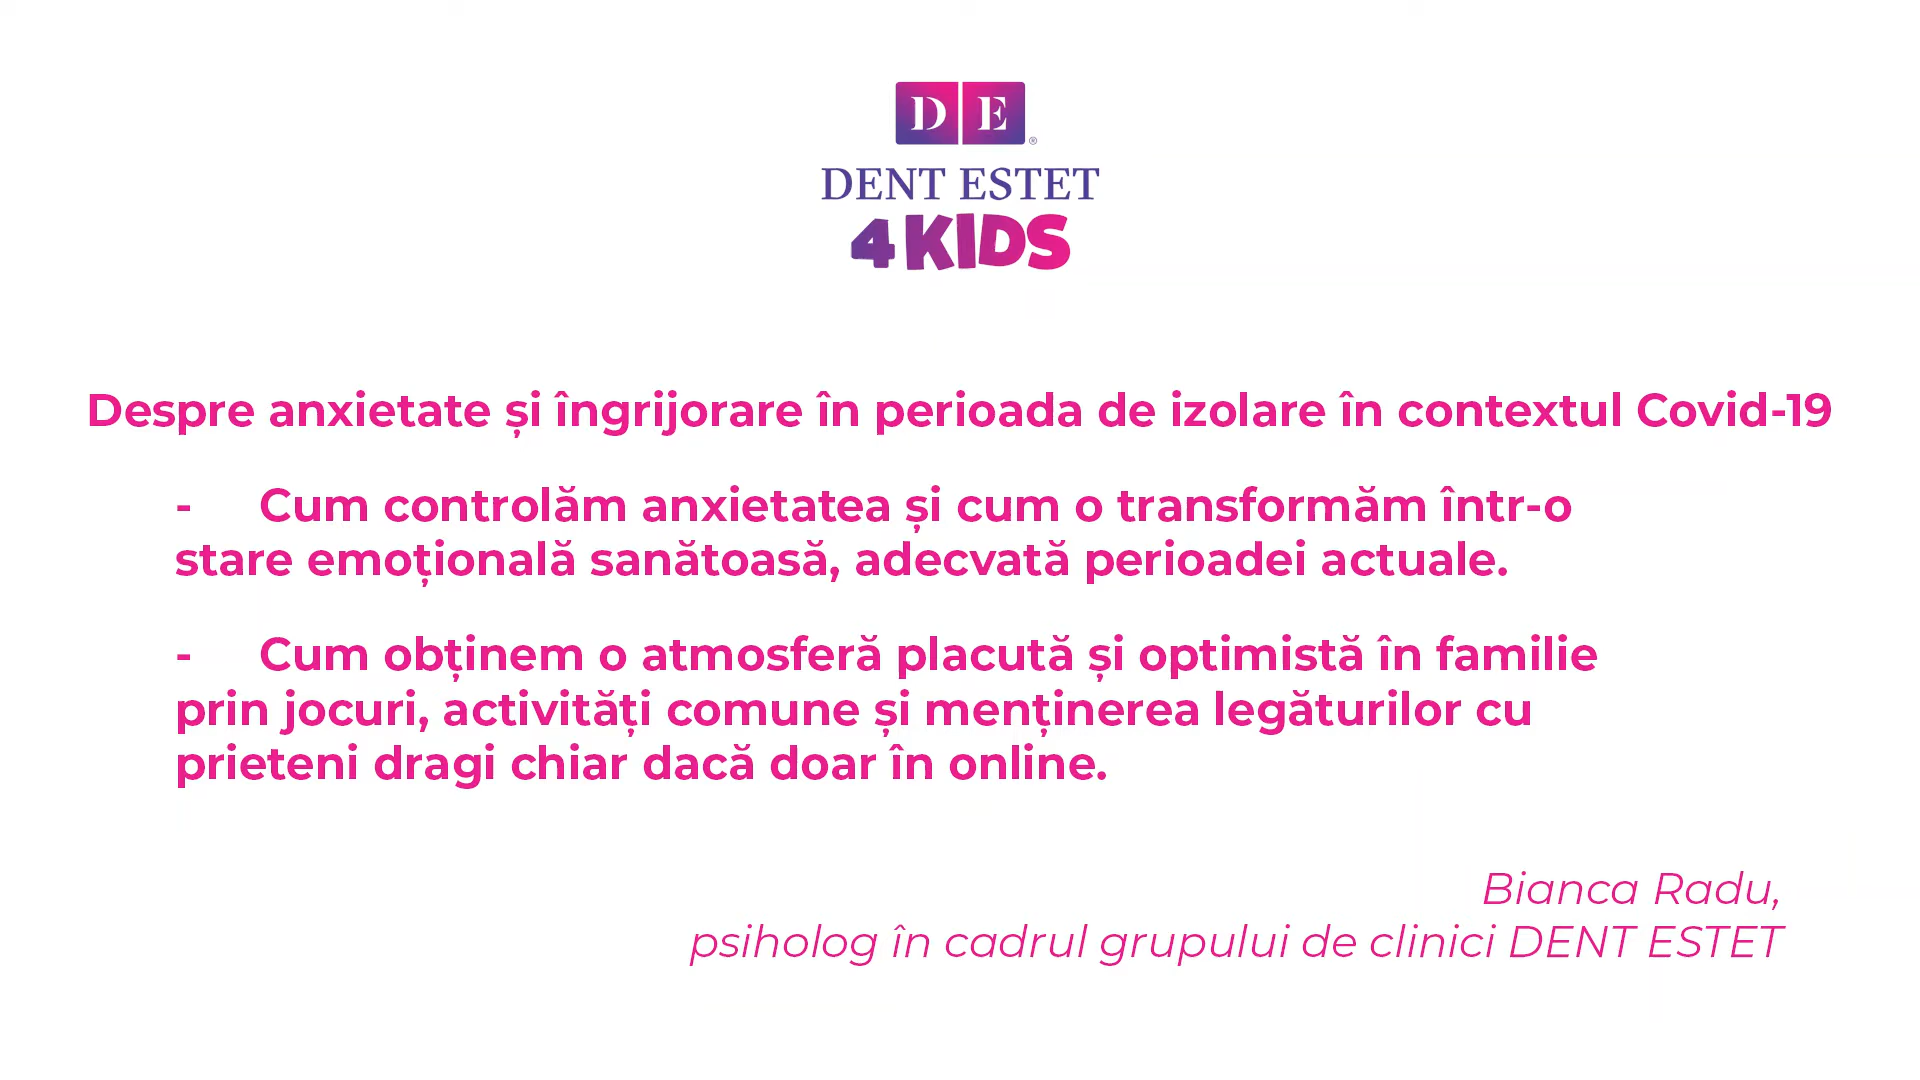 D E ®
DENT ESTET
4 KIDS
Despre anxietate și îngrijorare în perioada de izolare în contextul Covid-19
- Cum controlăm anxietatea și cum o transformăm într-o
stare emoțională sanătoasă, adecvată perioadei actuale.
- Cum obținem o atmosferă placută și optimistă în familie
prin jocuri, activități comune și menținerea legăturilor cu
prieteni dragi chiar dacă doar în online.
Bianca Radu,
psiholog în cadrul grupului de clinici DENT ESTET